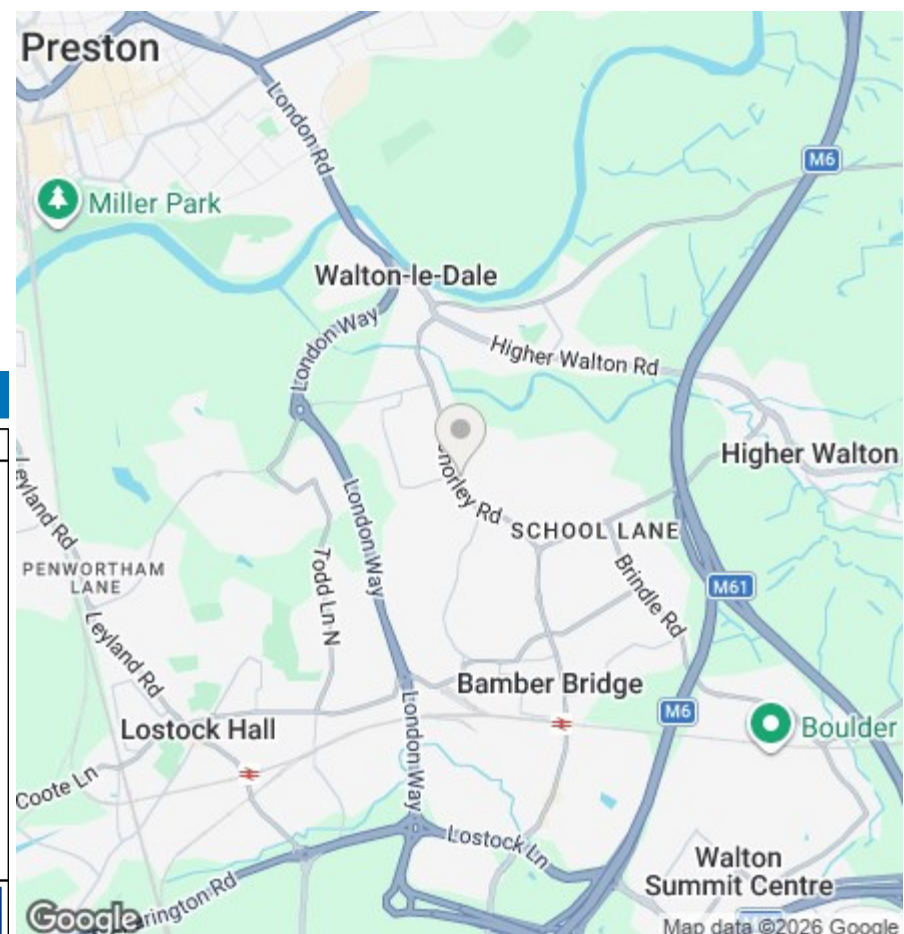 Preston
London Rd
M6
Miller Park
Walton-le-Dale
London Way
Higher Walton Rd
Higher Walton
Chorley Rd
Leyland Rd
London Way
SCHOOL LANE
PENWORTHAM
LANE
Todd Ln N
Brindle Rd
M61
Leyland Rd
Bamber Bridge
M6
Lostock Hall
London Way
Boulder
Coote Ln
Lostock Ln
Walton
Summit Centre
Google
Map data ©2026 Google